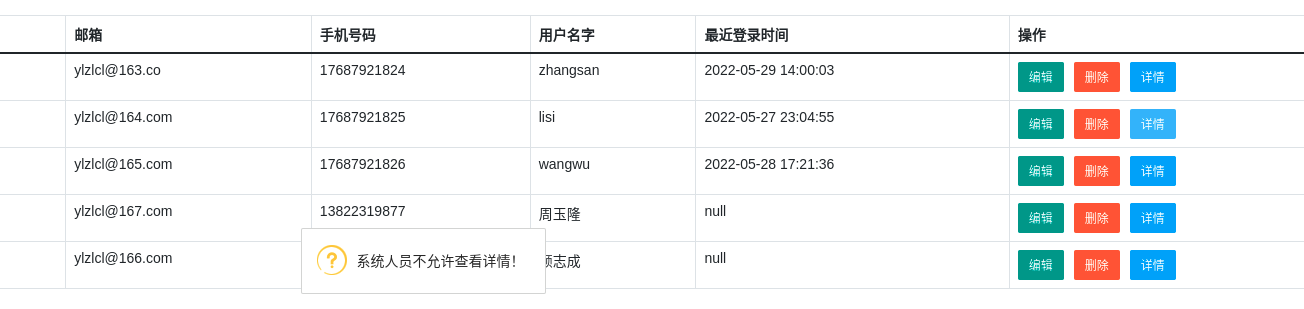 邮箱 手机号码 用户名字 最近登录时间 操作
ylzlcl@163.co 17687921824 zhangsan 2022-05-29 14:00:03 编辑 删除 详情
ylzlcl@164.com 17687921825 lisi 2022-05-27 23:04:55 编辑 删除 详情
ylzlcl@165.com 17687921826 wangwu 2022-05-28 17:21:36 编辑 删除 详情
ylzlcl@167.com 13822319877 周玉隆 null 编辑 删除 详情
ylzlcl@166.com 志成 null 编辑 删除 详情
系统人员不允许查看详情！